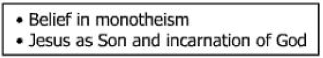 • Belief in monotheism
• Jesus as Son and incarnation of God